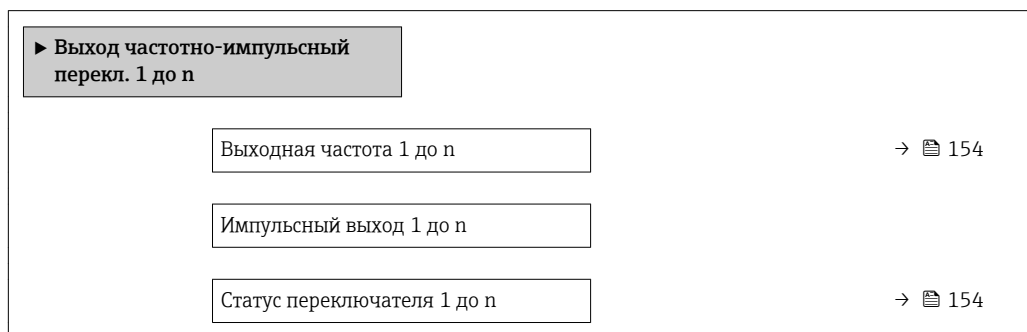 ► Выход частотно-импульсный
перекл. 1 до n
Выходная частота 1 до n → 154
Импульсный выход 1 до n
Статус переключателя 1 до n → 154